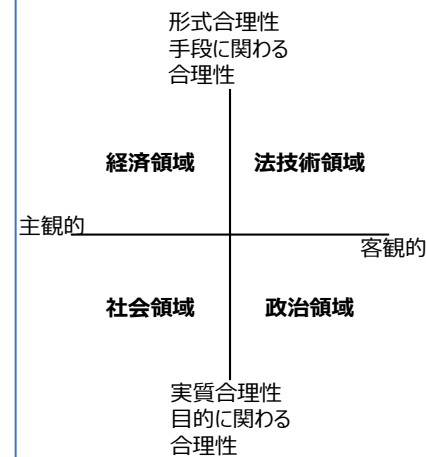 形式合理性
手段に関わる
合理性
経済領域 法技術領域
主観的
客観的
社会領域 政治領域
実質合理性
目的に関わる
合理性